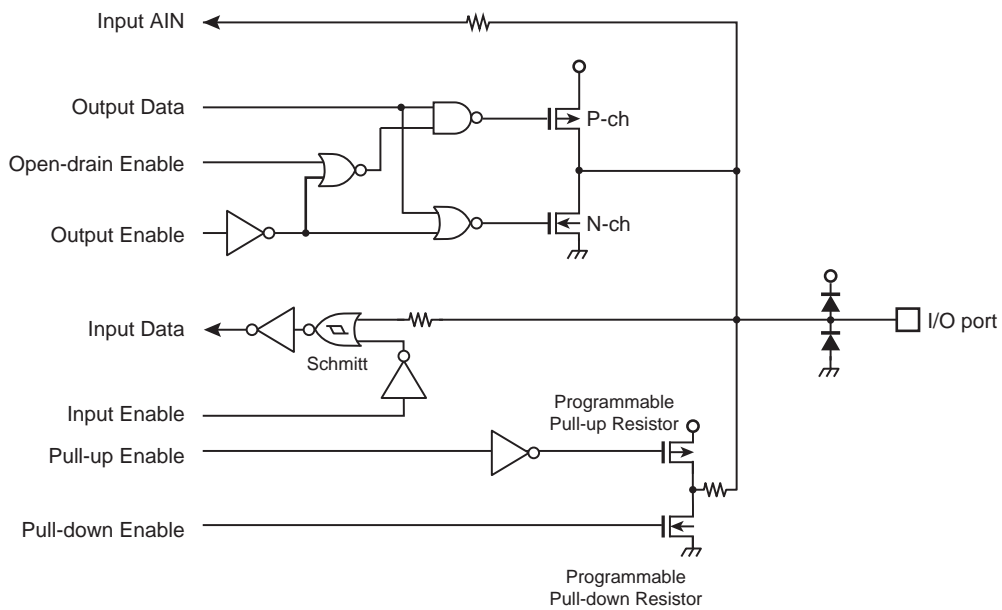 Input AIN
Output Data
P-ch
Open-drain Enable
N-ch
Output Enable
I/O port
Input Data
Schmitt
Programmable
Pull-up Resistor
Input Enable
Pull-up Enable
Pull-down Enable
Programmable
Pull-down Resistor